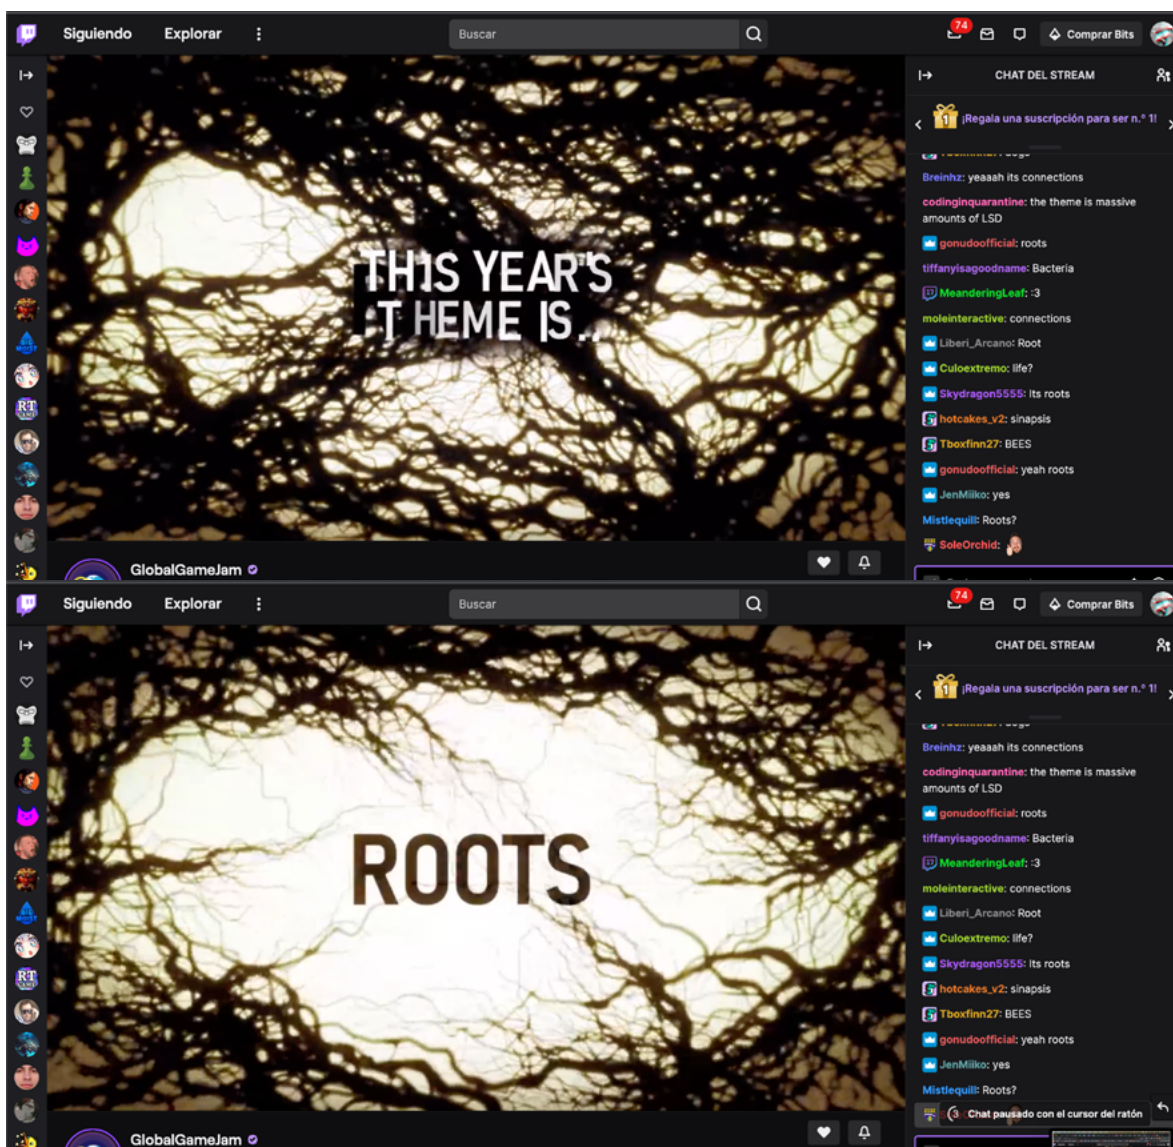 Siguiendo Explorar Buscar 74 Comprar Bits
CHAT DEL STREAM
1 ¡Regala una suscripción para ser n.º 1!
Breinhz: yeaaah its connections
codinginquarantine: the theme is massive
amounts of LSD
gonudoofficial: roots
tiffanyisagoodname: Bacteria
MeanderingLeaf: :3
moleinteractive: connections
Liberi_Arcano: Root
Culoextremo: life?
Skydragon5555: Its roots
hotcakes_v2: sinapsis
Tboxfinn27: BEES
gonudoofficial: yeah roots
JenMiiko: yes
Mistlequill: Roots?
SoleOrchid:
THIS YEAR'S
THEME IS..
RT
GlobalGameJam
Siguiendo Explorar Buscar 74 Comprar Bits
CHAT DEL STREAM
1 ¡Regala una suscripción para ser n.º 1!
Breinhz: yeaaah its connections
codinginquarantine: the theme is massive
amounts of LSD
gonudoofficial: roots
tiffanyisagoodname: Bacteria
MeanderingLeaf: :3
moleinteractive: connections
Liberi_Arcano: Root
Culoextremo: life?
Skydragon5555: Its roots
hotcakes_v2: sinapsis
Tboxfinn27: BEES
gonudoofficial: yeah roots
JenMiiko: yes
Mistlequill: Roots?
Chat pausado con el cursor del ratón
ROOTS
RT
GlobalGameJam